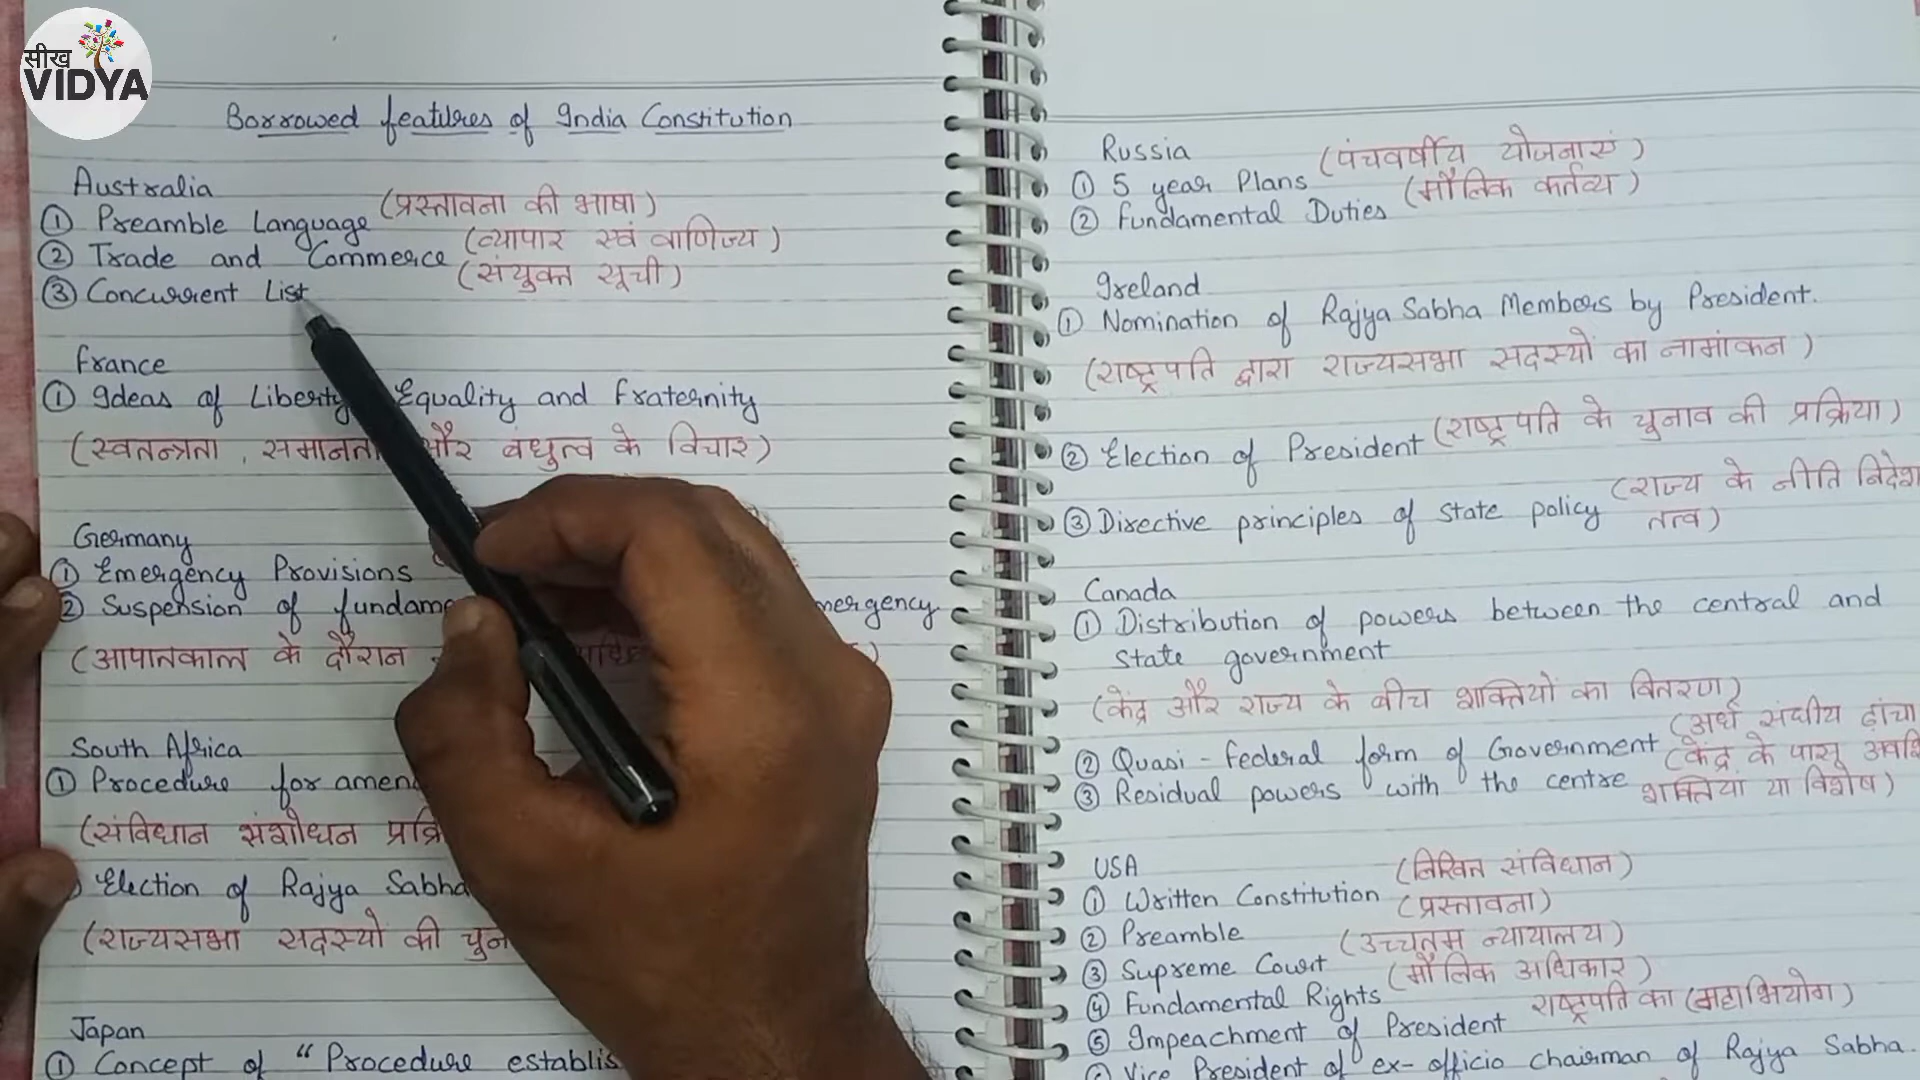 सीख
VIDYA
Borrowed features of India Constitution
Australia
① Preamble Language (प्रस्तावना की भाषा)
② Trade and Commerce (व्यापार एवं वाणिज्य)
③ Concurrent List (संयुक्त सूची)
France
① Ideas of Liberty Equality and Fraternity
(स्वतन्त्रता, समानता और बंधुत्व के विचार)
Germany
① Emergency Provisions
② Suspension of
(आपातकाल के दौरान
South Africa
① Procedure for
(संविधान संशोधन
Election of Rajya Sabha
(राज्यसभा सदस्यों की
Japan
① Concept of "Procedure
Russia
① 5 year Plans (पंचवर्षीय योजनाएं)
② Fundamental Duties (मौलिक कर्तव्य)
Ireland
① Nomination of Rajya Sabha Members by President.
(राष्ट्रपति द्वारा राज्यसभा सदस्यों का नामांकन)
② Election of President (राष्ट्रपति के चुनाव की प्रक्रिया)
③ Directive principles of state policy (राज्य के नीति निदेश
तत्व)
Canada
① Distribution of powers between the central and
state government
(केंद्र और राज्य के बीच शक्तियों का वितरण)
② Quasi-Federal form of Government (अर्ध संघीय ढ़ांचा
③ Residual powers with the centre (केंद्र के पास
शक्तियां या विशेष)
USA
① Written Constitution (लिखित संविधान)
② Preamble (प्रस्तावना)
③ Supreme Court (उच्चतम न्यायालय)
④ Fundamental Rights (मौलिक अधिकार)
⑤ Impeachment of President राष्ट्रपति का (महाभियोग)
Vice President of ex-officio chairman of Rajya Sabha.